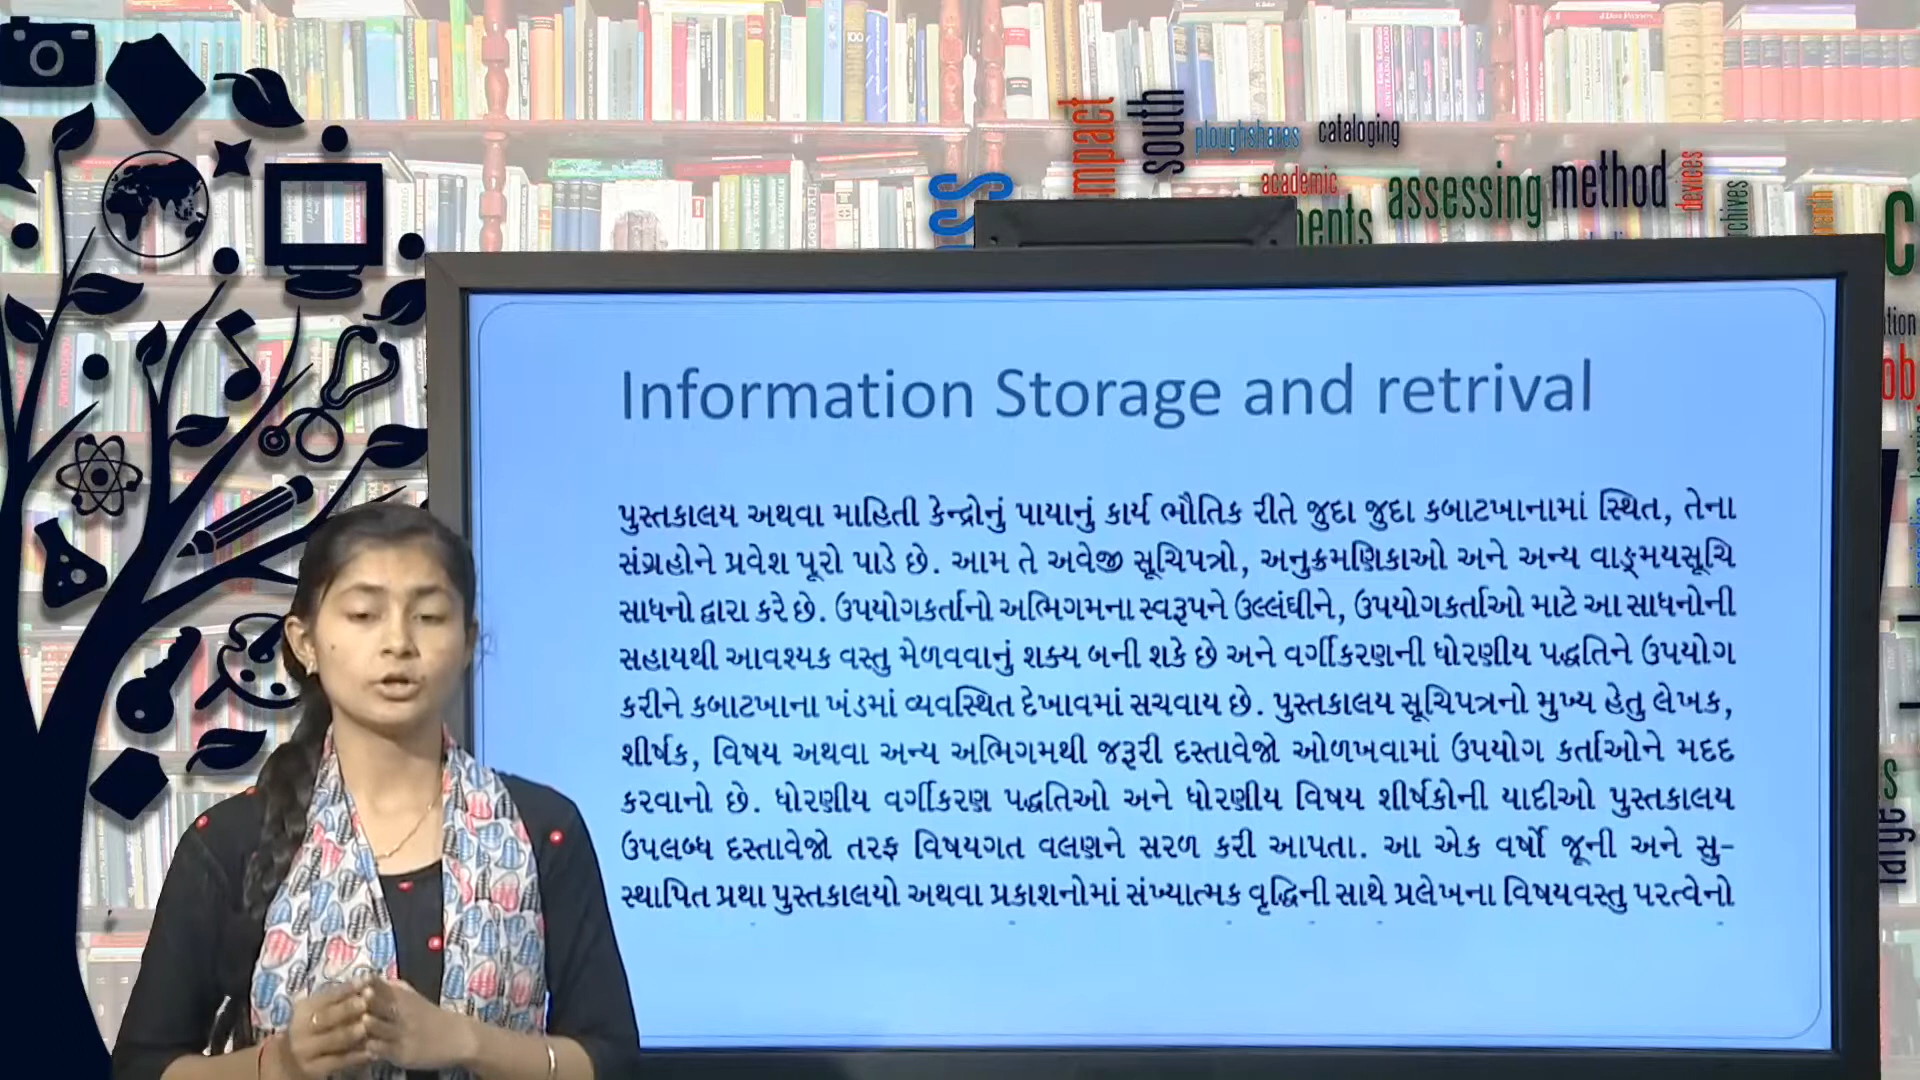 impact
south
ploughshares
cataloging
academic
assessing
method
devices
Information Storage and retrival
પુસ્તકાલય અથવા માહિતી કેન્દ્રોનું પાયાનું કાર્ય ભૌતિક રીતે જુદા જુદા કબાટખાનામાં સ્થિત, તેના
સંગ્રહોને પ્રવેશ પૂરો પાડે છે. આમ તે અવેજી સૂચિપત્રો, અનુક્રમણિકાઓ અને અન્ય વાઙ્મયસૂચિ
સાધનો દ્વારા કરે છે. ઉપયોગકર્તાનો અભિગમના સ્વરૂપને ઉલ્લંઘીને, ઉપયોગકર્તાઓ માટે આ સાધનોની
સહાયથી આવશ્યક વસ્તુ મેળવવાનું શક્ય બની શકે છે અને વર્ગીકરણની ધોરણીય પદ્ધતિને ઉપયોગ
કરીને કબાટખાના ખંડમાં વ્યવસ્થિત દેખાવમાં સચવાય છે. પુસ્તકાલય સૂચિપત્રનો મુખ્ય હેતુ લેખક,
શીર્ષક, વિષય અથવા અન્ય અભિગમથી જરૂરી દસ્તાવેજો ઓળખવામાં ઉપયોગ કર્તાઓને મદદ
કરવાનો છે. ધોરણીય વર્ગીકરણ પદ્ધતિઓ અને ધોરણીય વિષય શીર્ષકોની યાદીઓ પુસ્તકાલય
ઉપલબ્ધ દસ્તાવેજો તરફ વિષયગત વલણને સરળ કરી આપતા. આ એક વર્ષો જૂની અને સુ-
સ્થાપિત પ્રથા પુસ્તકાલયો અથવા પ્રકાશનોમાં સંખ્યાત્મક વૃદ્ધિની સાથે પ્રલેખના વિષયવસ્તુ પરત્વેનો